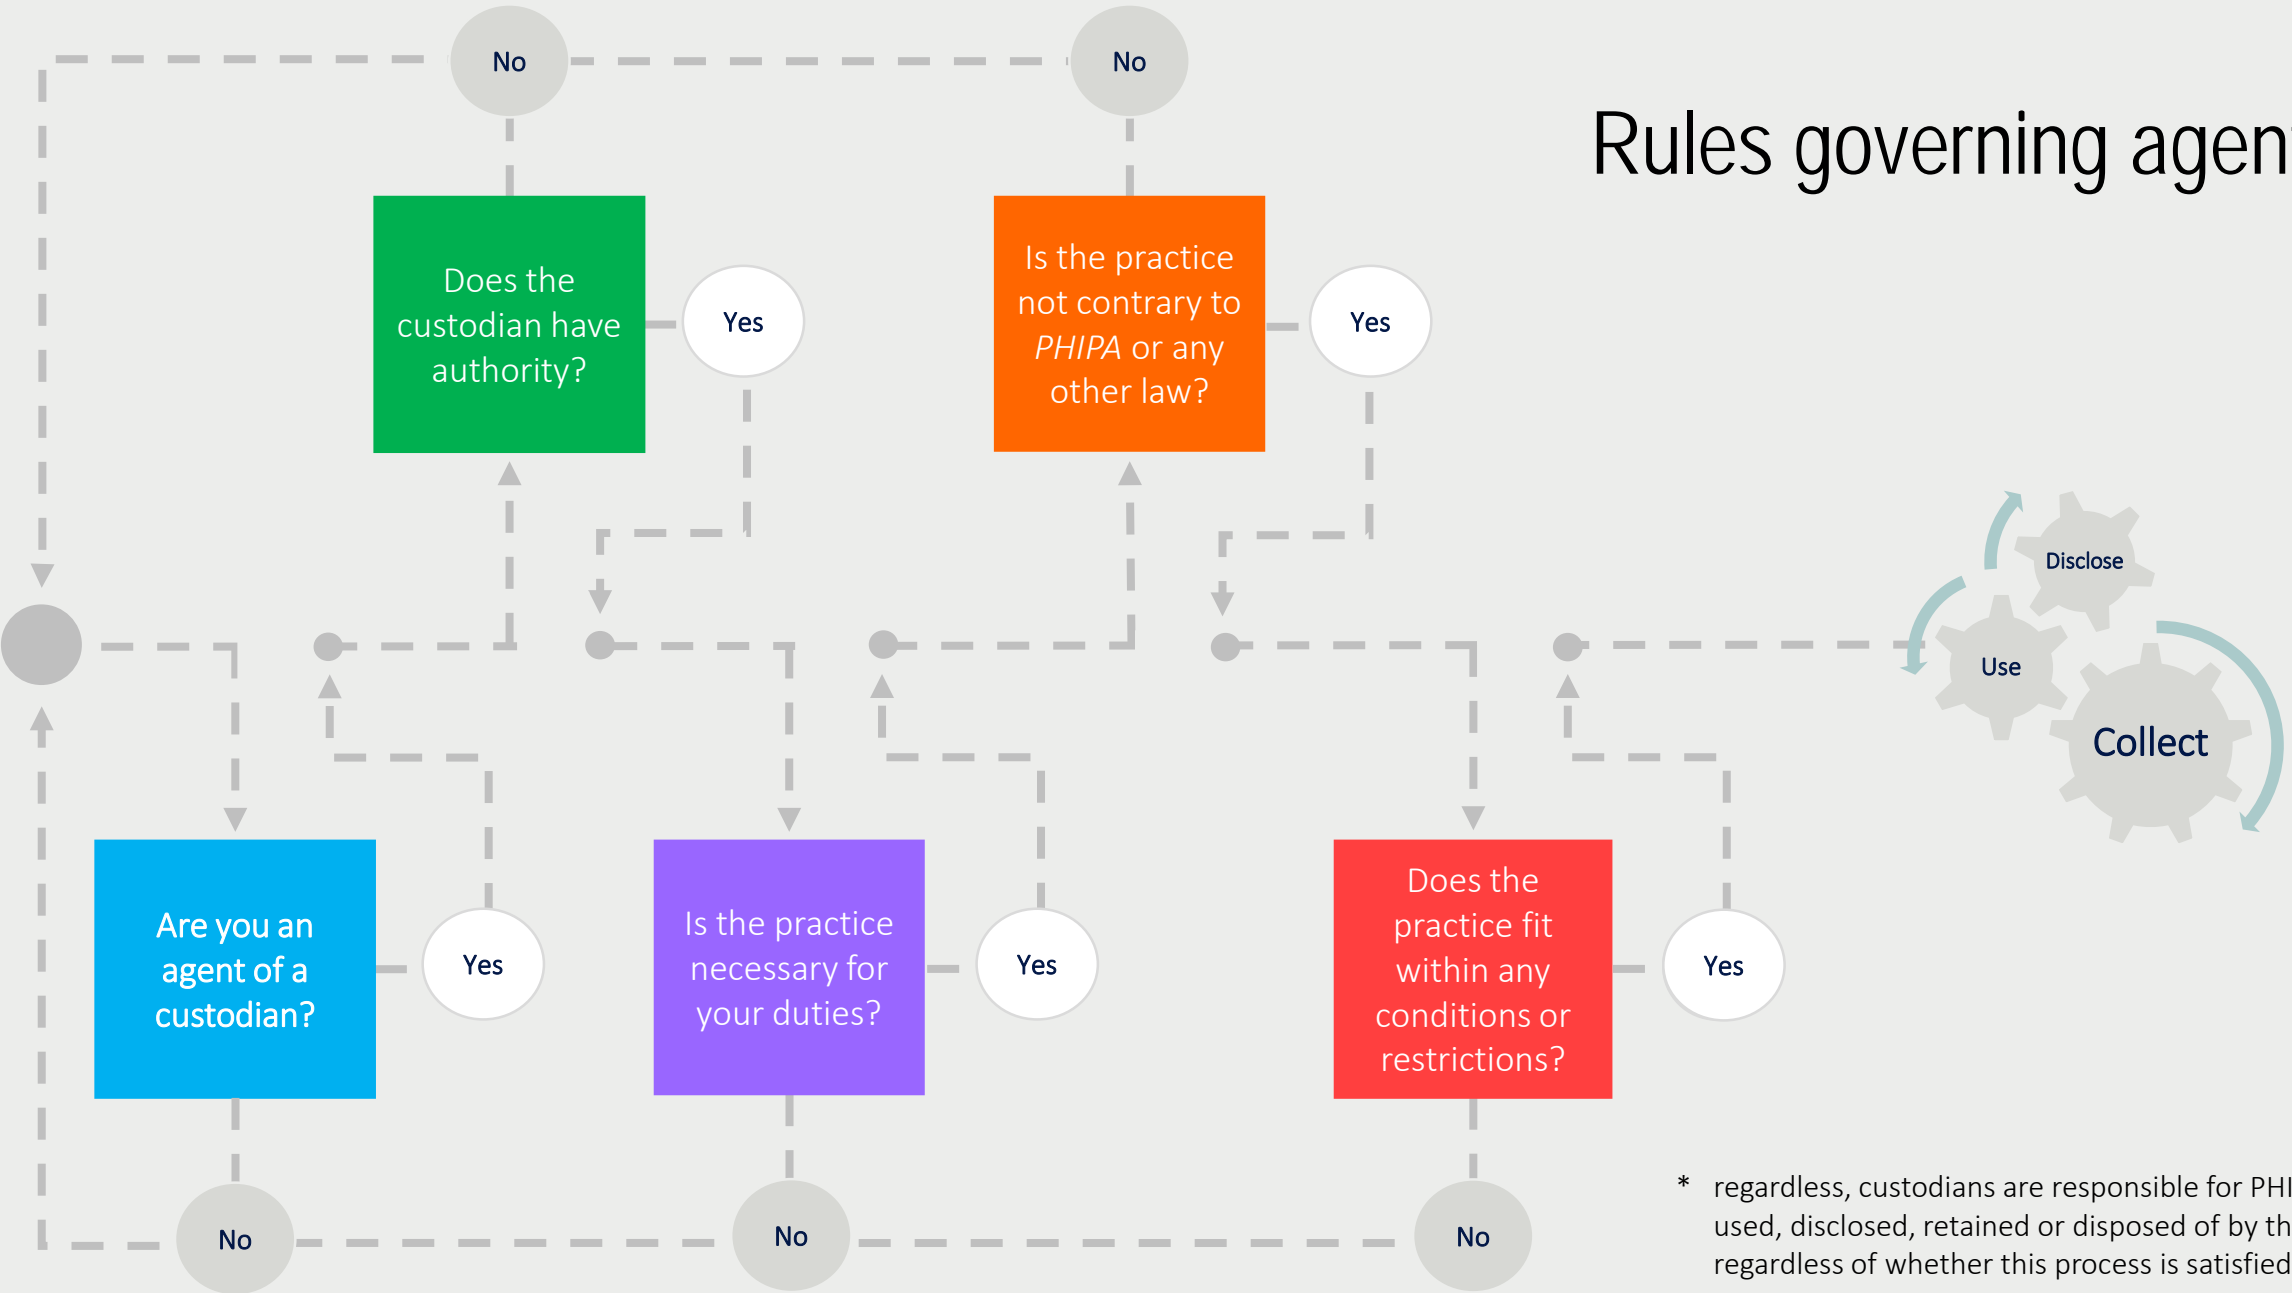 No
No
Rules governing agen
Does the
custodian have
authority?
Yes
Is the practice
not contrary to
PHIPA or any
other law?
Yes
Disclose
Use
Collect
Are you an
agent of a
custodian?
Yes
Is the practice
necessary for
your duties?
Yes
Does the
practice fit
within any
conditions or
restrictions?
Yes
No
No
No
* regardless, custodians are responsible for PHI
used, disclosed, retained or disposed of by th
regardless of whether this process is satisfied